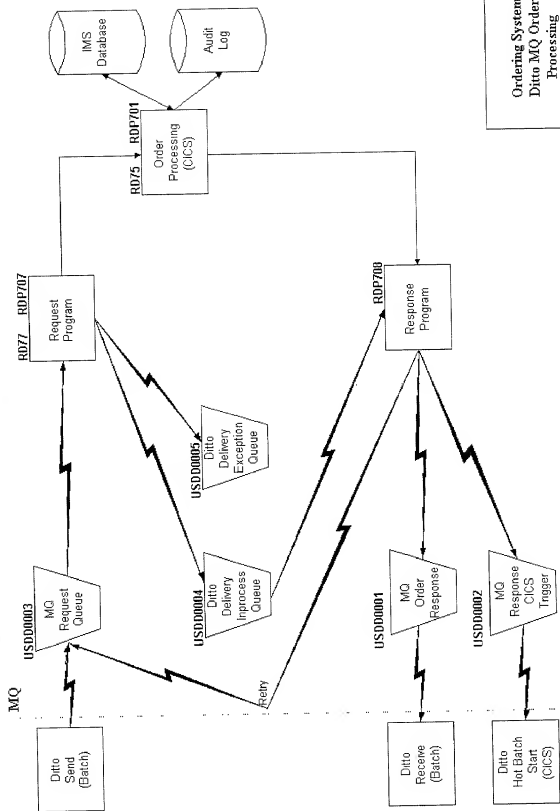 MQ
Ditto
Send
(Batch)
USDD0003
MQ
Request
Queue
RD77
RDP707
Request
Program
RD75
RDP701
Order
Processing
(CICS)
IMS
Database
Audit
Log
USDD0004
Ditto
Delivery
Inprocess
Queue
USDD0005
Ditto
Delivery
Exception
Queue
Retry
RDP700
Response
Program
Ditto
Receive
(Batch)
USDD0001
MQ
Order
Response
Ditto
Hot Batch
Start
(CICS)
USDD0002
MQ
Response
CICS
Trigger
Ordering System
Ditto MQ Order
Processing